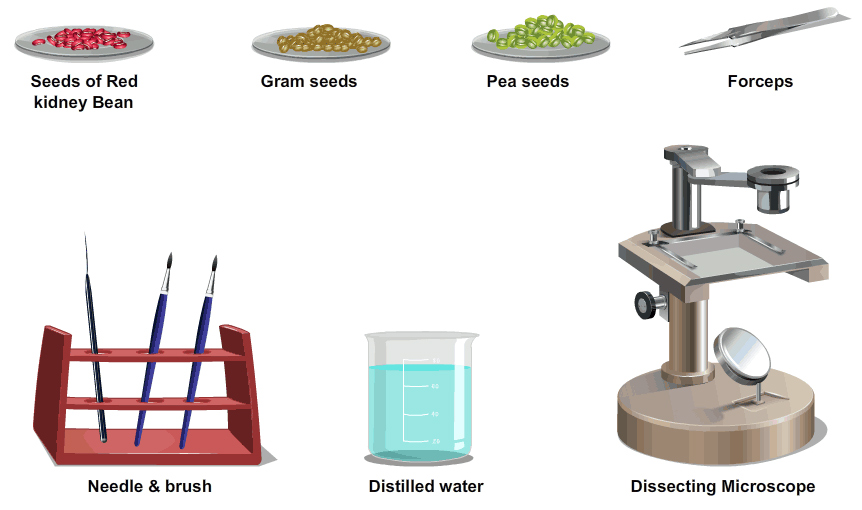 Seeds of Red
kidney Bean
Gram seeds
Pea seeds
Forceps
Needle & brush
Distilled water
Dissecting Microscope